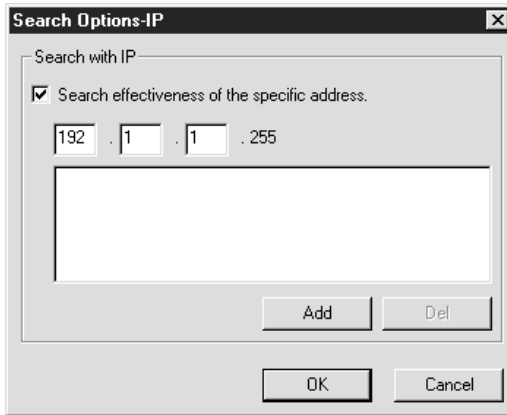 Search Options-IP
Search with IP
Search effectiveness of the specific address.
192 . 1 . 1 . 255
Add Del
OK Cancel